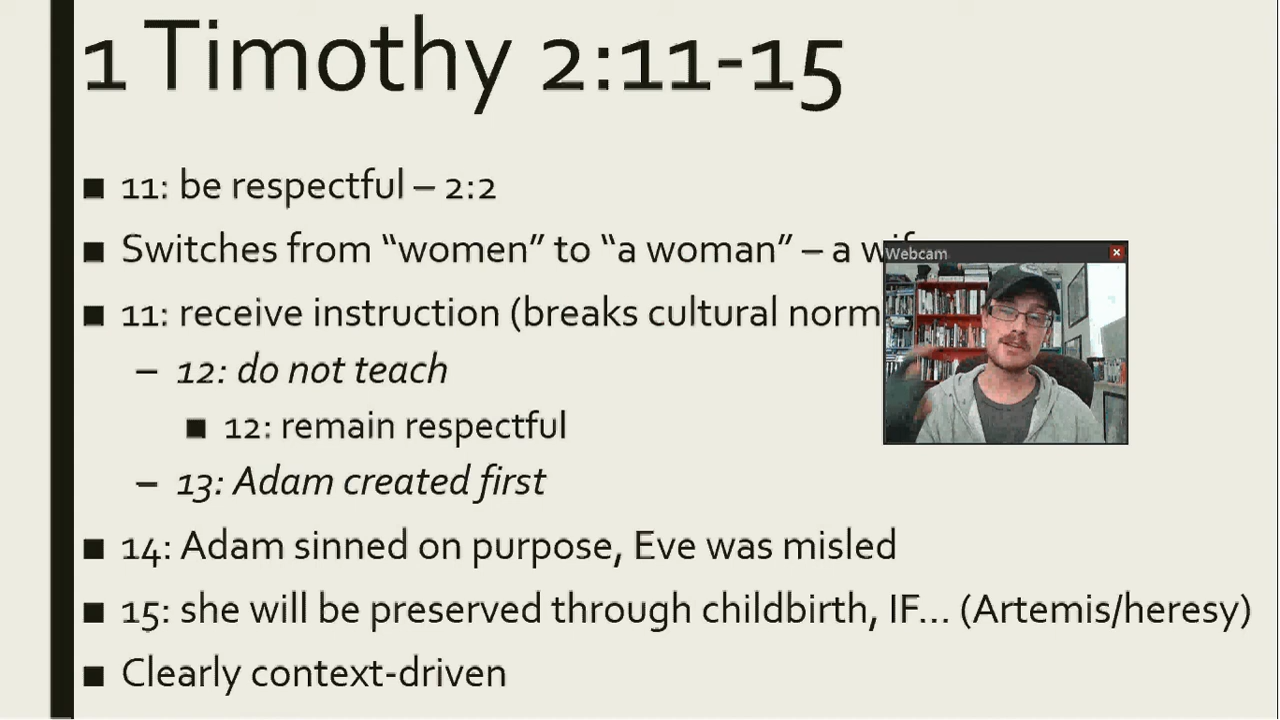 1 Timothy 2:11-15
■ 11: be respectful – 2:2
■ Switches from “women” to “a woman” – a
Webcam
■ 11: receive instruction (breaks cultural norm
– 12: do not teach
■ 12: remain respectful
– 13: Adam created first
■ 14: Adam sinned on purpose, Eve was misled
■ 15: she will be preserved through childbirth, IF... (Artemis/heresy)
■ Clearly context-driven